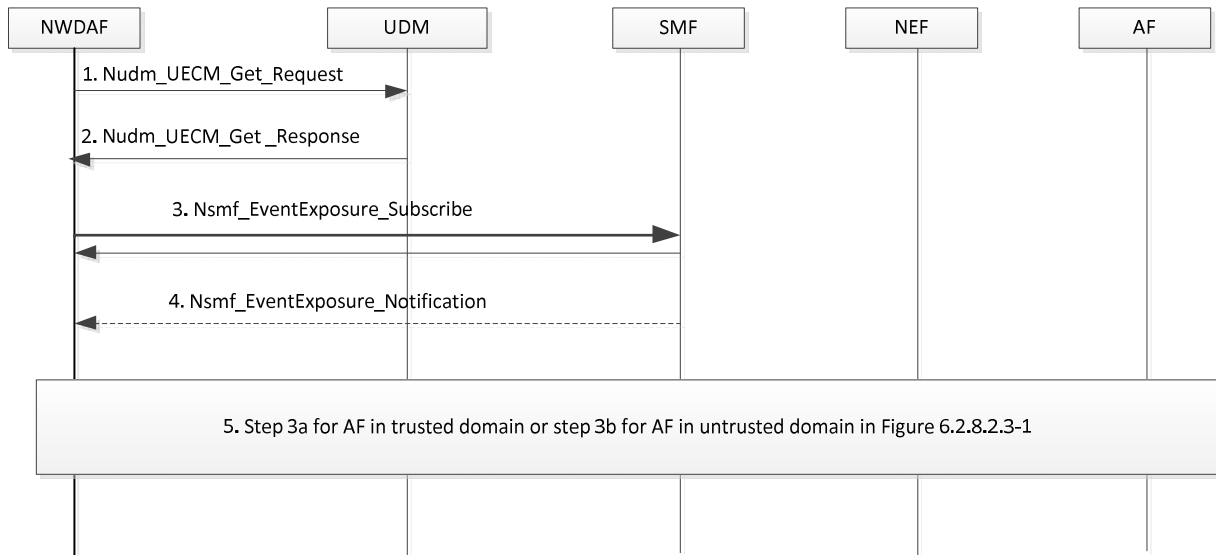 NWDAF
UDM
SMF
NEF
AF
1. Nudm_UECM_Get_Request
2. Nudm_UECM_Get _Response
3. Nsmf_EventExposure_Subscribe
4. Nsmf_EventExposure_Notification
5. Step 3a for AF in trusted domain or step 3b for AF in untrusted domain in Figure 6.2.8.2.3-1